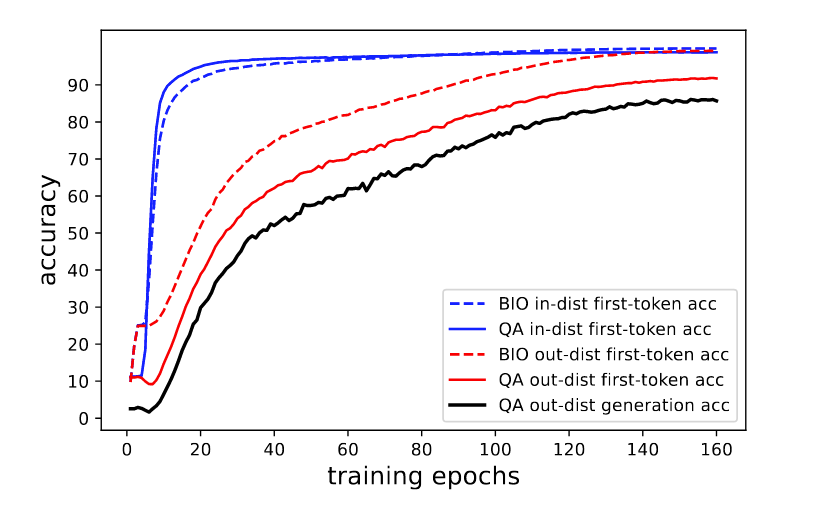 accuracy
90
80
70
60
50
40
30
20
10
0
BIO in-dist first-token acc
QA in-dist first-token acc
BIO out-dist first-token acc
QA out-dist first-token acc
QA out-dist generation acc
0 20 40 60 80 100 120 140 160
training epochs